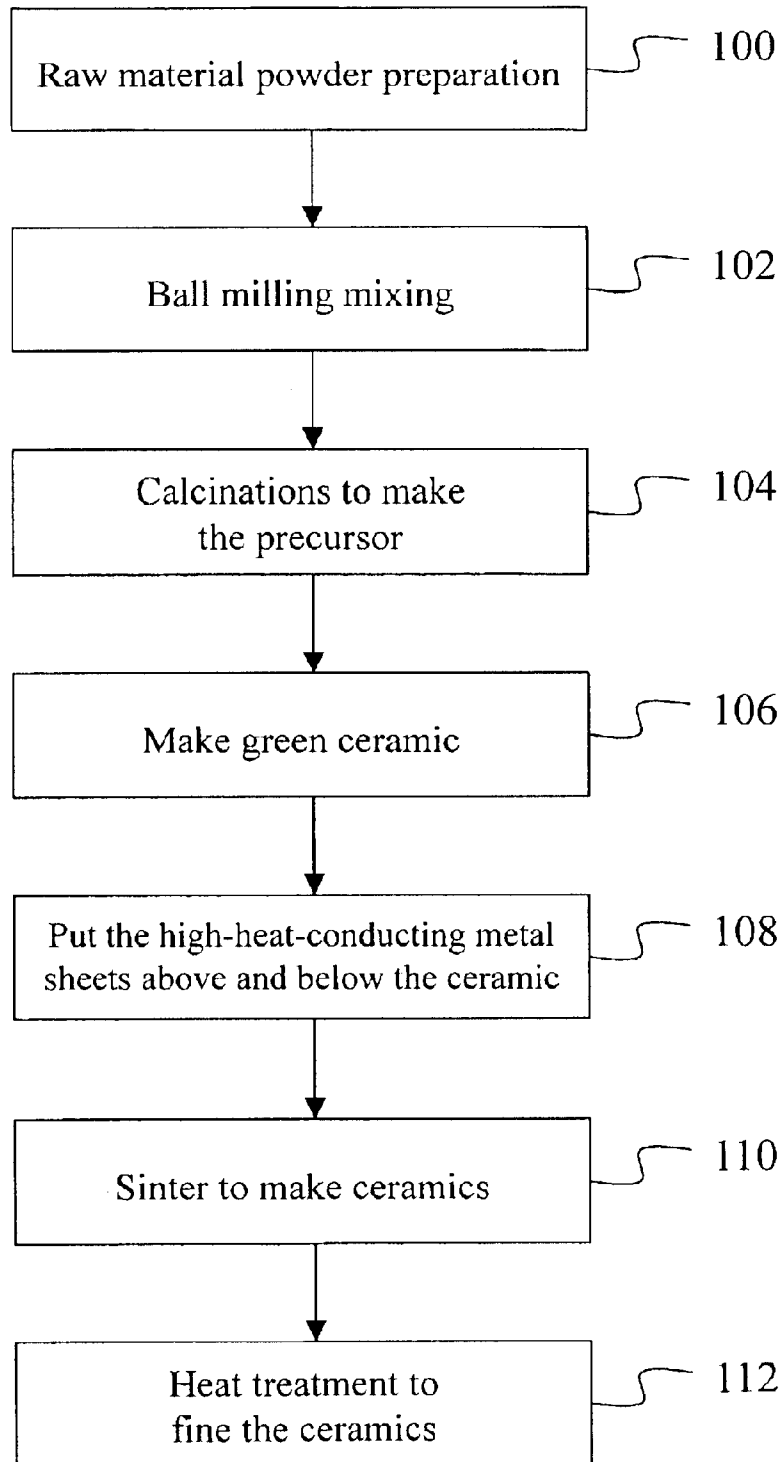 Raw material powder preparation
100
Ball milling mixing
102
Calcinations to make
the precursor
104
Make green ceramic
106
Put the high-heat-conducting metal
sheets above and below the ceramic
108
Sinter to make ceramics
110
Heat treatment to
fine the ceramics
112